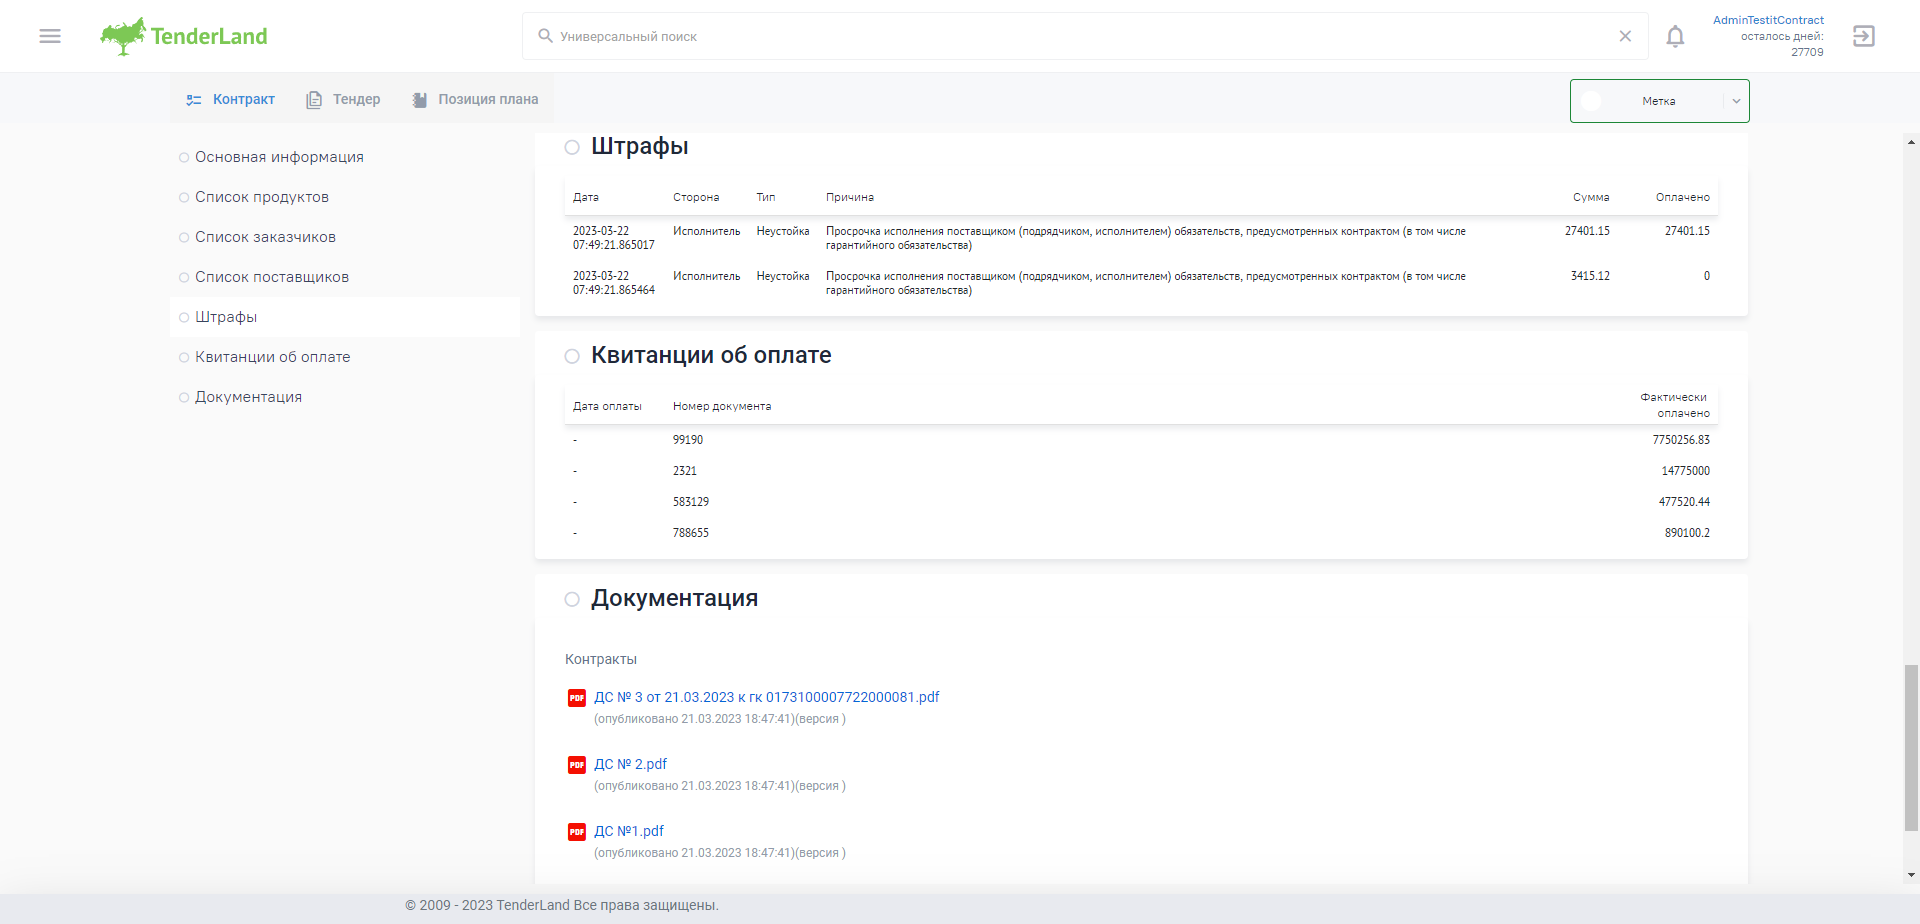 TenderLand
Универсальный поиск
AdminTestitContract
осталось дней:
27709
Контракт
Тендер
Позиция плана
Метка
Основная информация
Список продуктов
Список заказчиков
Список поставщиков
Штрафы
Квитанции об оплате
Документация
Штрафы
Дата Сторона Тип Причина Сумма Оплачено
2023-03-22 Исполнитель Неустойка Просрочка исполнения поставщиком (подрядчиком, исполнителем) обязательств, предусмотренных контрактом (в том числе 27401.15 27401.15
07:49:21.865017 гарантийного обязательства)
2023-03-22 Исполнитель Неустойка Просрочка исполнения поставщиком (подрядчиком, исполнителем) обязательств, предусмотренных контрактом (в том числе 3415.12 0
07:49:21.865464 гарантийного обязательства)
Квитанции об оплате
Дата оплаты Номер документа Фактически
оплачено
- 99190 7750256.83
- 2321 14775000
- 583129 477520.44
- 788655 890100.2
Документация
Контракты
PDF ДС № 3 от 21.03.2023 к гк 0173100007722000081.pdf
(опубликовано 21.03.2023 18:47:41)(версия )
PDF ДС № 2.pdf
(опубликовано 21.03.2023 18:47:41)(версия )
PDF ДС №1.pdf
(опубликовано 21.03.2023 18:47:41)(версия )
© 2009 - 2023 TenderLand Все права защищены.